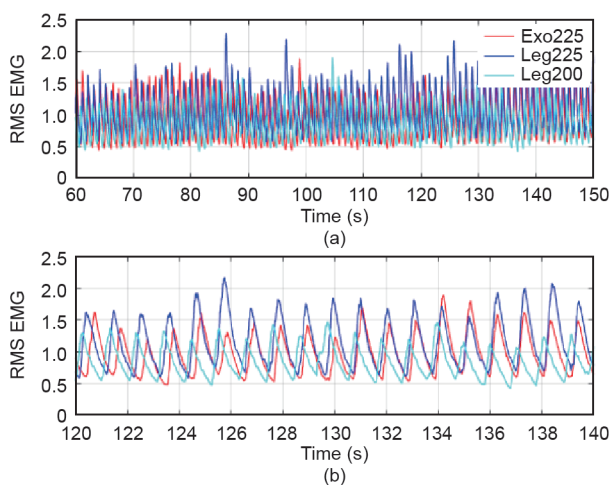 2.5
2.0
1.5
1.0
0.5
0
RMS EMG
Exo225
Leg225
Leg200
60 70 80 90 100 110 120 130 140 150
Time (s)
(a)
2.5
2.0
1.5
1.0
0.5
0
RMS EMG
120 122 124 126 128 130 132 134 136 138 140
Time (s)
(b)